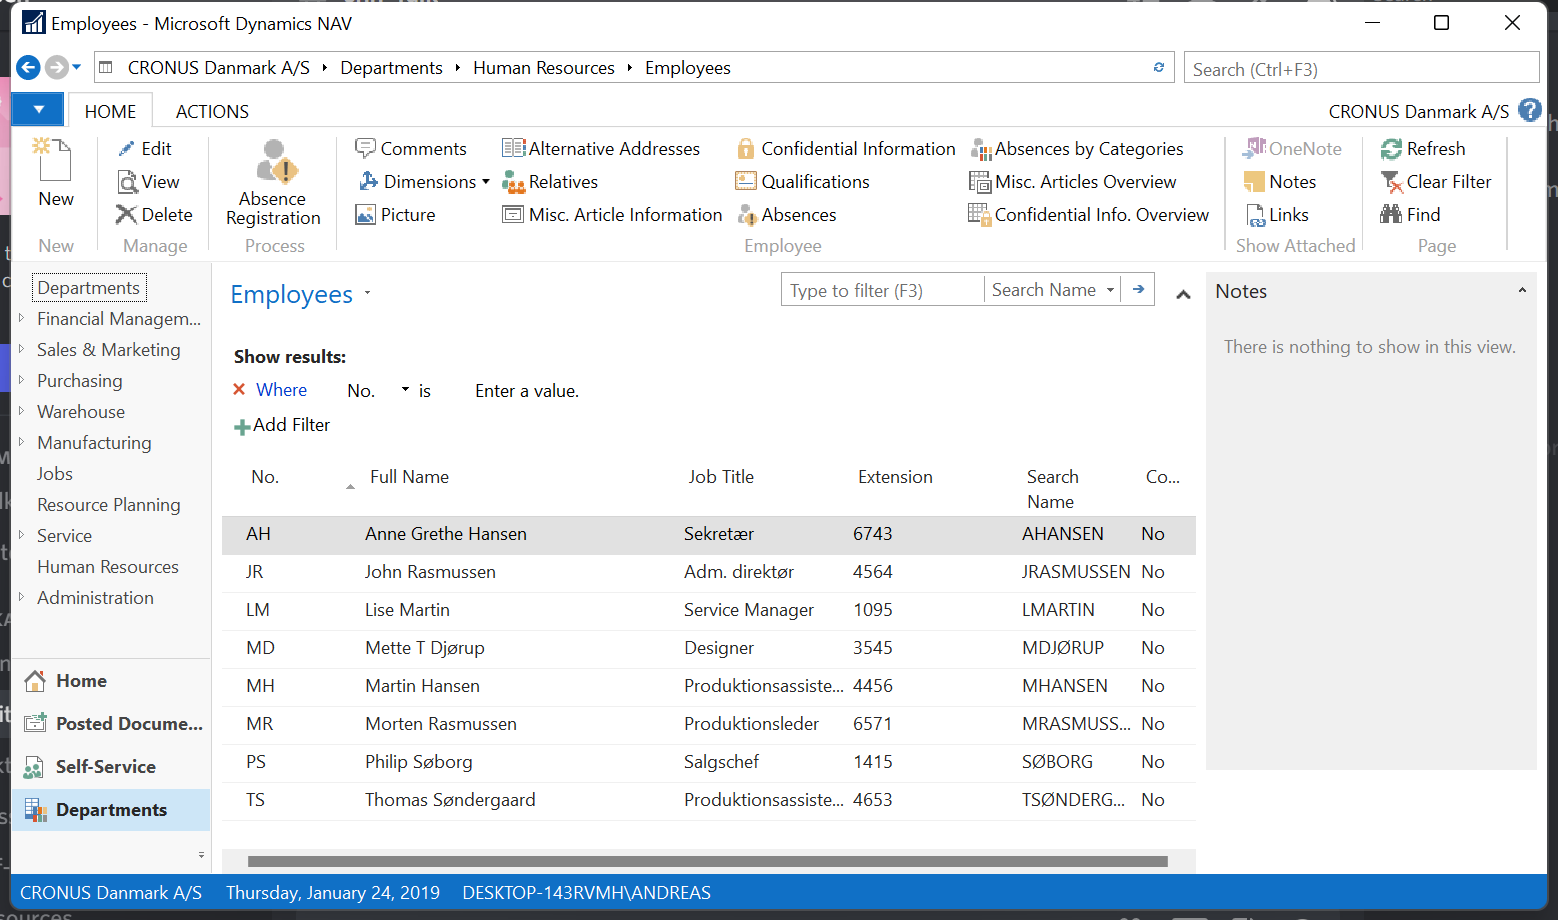 Employees - Microsoft Dynamics NAV
CRONUS Danmark A/S Departments Human Resources Employees
Search (Ctrl+F3)
HOME ACTIONS
CRONUS Danmark A/S
New
New
Edit
View
Delete
Manage
Absence
Registration
Process
Comments
Dimensions
Picture
Alternative Addresses
Relatives
Misc. Article Information
Confidential Information
Qualifications
Absences
Absences by Categories
Misc. Articles Overview
Confidential Info. Overview
Employee
OneNote
Notes
Links
Show Attached
Refresh
Clear Filter
Find
Page
Departments
Financial Managem...
Sales & Marketing
Purchasing
Warehouse
Manufacturing
Jobs
Resource Planning
Service
Human Resources
Administration
Home
Posted Docume...
Self-Service
Departments
Employees
Type to filter (F3) Search Name
Show results:
Where No. is Enter a value.
Add Filter
No. Full Name Job Title Extension Search Name Co...
AH Anne Grethe Hansen Sekretær 6743 AHANSEN No
JR John Rasmussen Adm. direktør 4564 JRASMUSSEN No
LM Lise Martin Service Manager 1095 LMARTIN No
MD Mette T Djørup Designer 3545 MDJØRUP No
MH Martin Hansen Produktionsassiste... 4456 MHANSEN No
MR Morten Rasmussen Produktionsleder 6571 MRASMUSS... No
PS Philip Søborg Salgschef 1415 SØBORG No
TS Thomas Søndergaard Produktionsassiste... 4653 TSØNDERG... No
Notes
There is nothing to show in this view.
CRONUS Danmark A/S Thursday, January 24, 2019 DESKTOP-143RVMH\ANDREAS